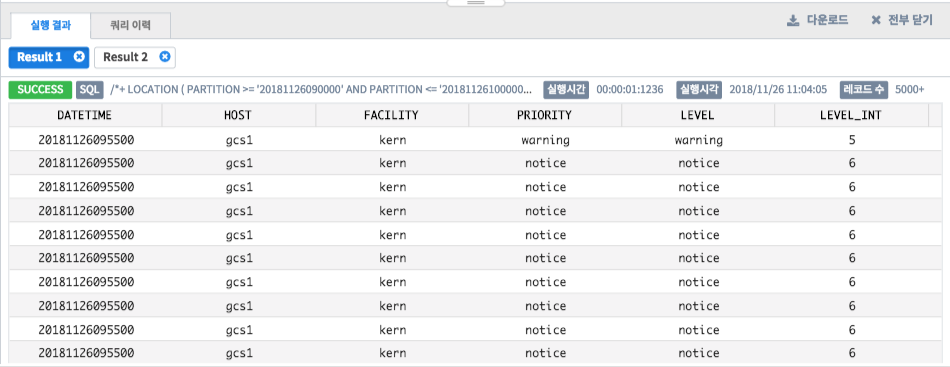 실행 결과 쿼리 이력 다운로드 전부 닫기
Result 1 Result 2
SUCCESS SQL /*+ LOCATION ( PARTITION >= '20181126090000' AND PARTITION <= '20181126100000... 실행시간 00:00:01:1236 실행시각 2018/11/26 11:04:05 레코드 수 5000+
DATETIME HOST FACILITY PRIORITY LEVEL LEVEL_INT
20181126095500 gcs1 kern warning warning 5
20181126095500 gcs1 kern notice notice 6
20181126095500 gcs1 kern notice notice 6
20181126095500 gcs1 kern notice notice 6
20181126095500 gcs1 kern notice notice 6
20181126095500 gcs1 kern notice notice 6
20181126095500 gcs1 kern notice notice 6
20181126095500 gcs1 kern notice notice 6
20181126095500 gcs1 kern notice notice 6
20181126095500 gcs1 kern notice notice 6